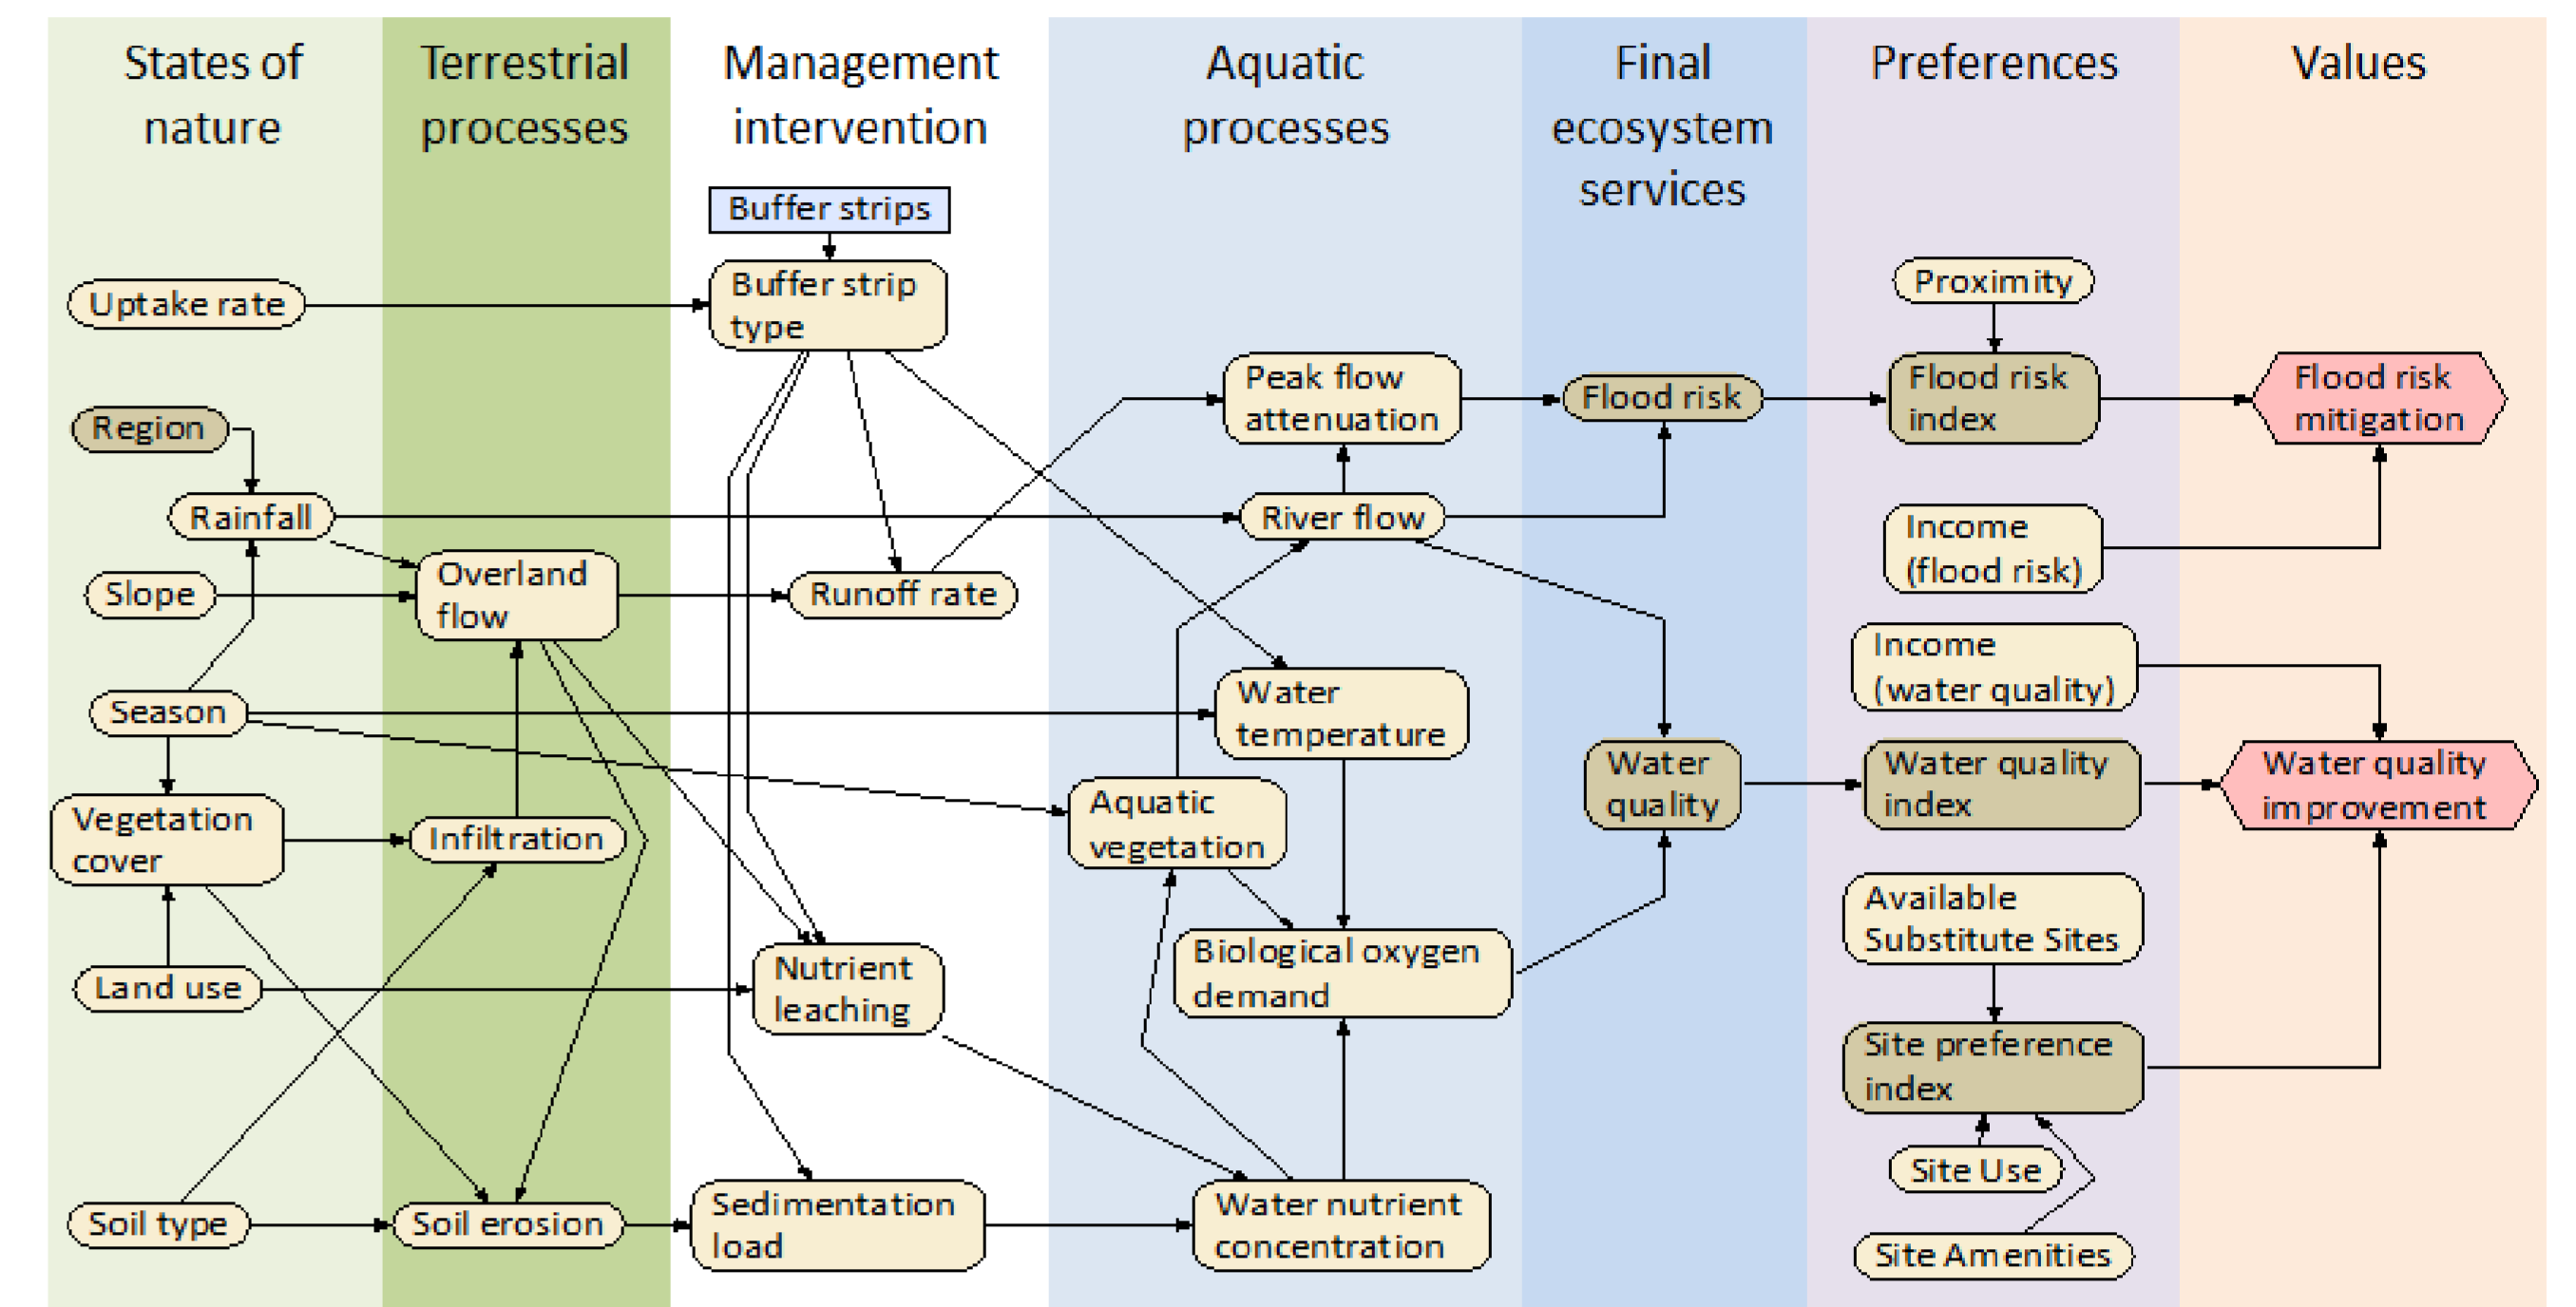 States of
nature
Terrestrial
processes
Management
intervention
Aquatic
processes
Final
ecosystem
services
Preferences
Values
Uptake rate
Region
Rainfall
Slope
Season
Vegetation
cover
Land use
Soil type
Overland
flow
Infiltration
Soil erosion
Buffer strips
Buffer strip
type
Runoff rate
Nutrient
leaching
Sedimentation
load
Peak flow
attenuation
River flow
Water
temperature
Aquatic
vegetation
Biological oxygen
demand
Water nutrient
concentration
Flood risk
Water
quality
Proximity
Flood risk
index
Income
(flood risk)
Income
(water quality)
Water quality
index
Available
Substitute Sites
Site preference
index
Site Use
Site Amenities
Flood risk
mitigation
Water quality
improvement